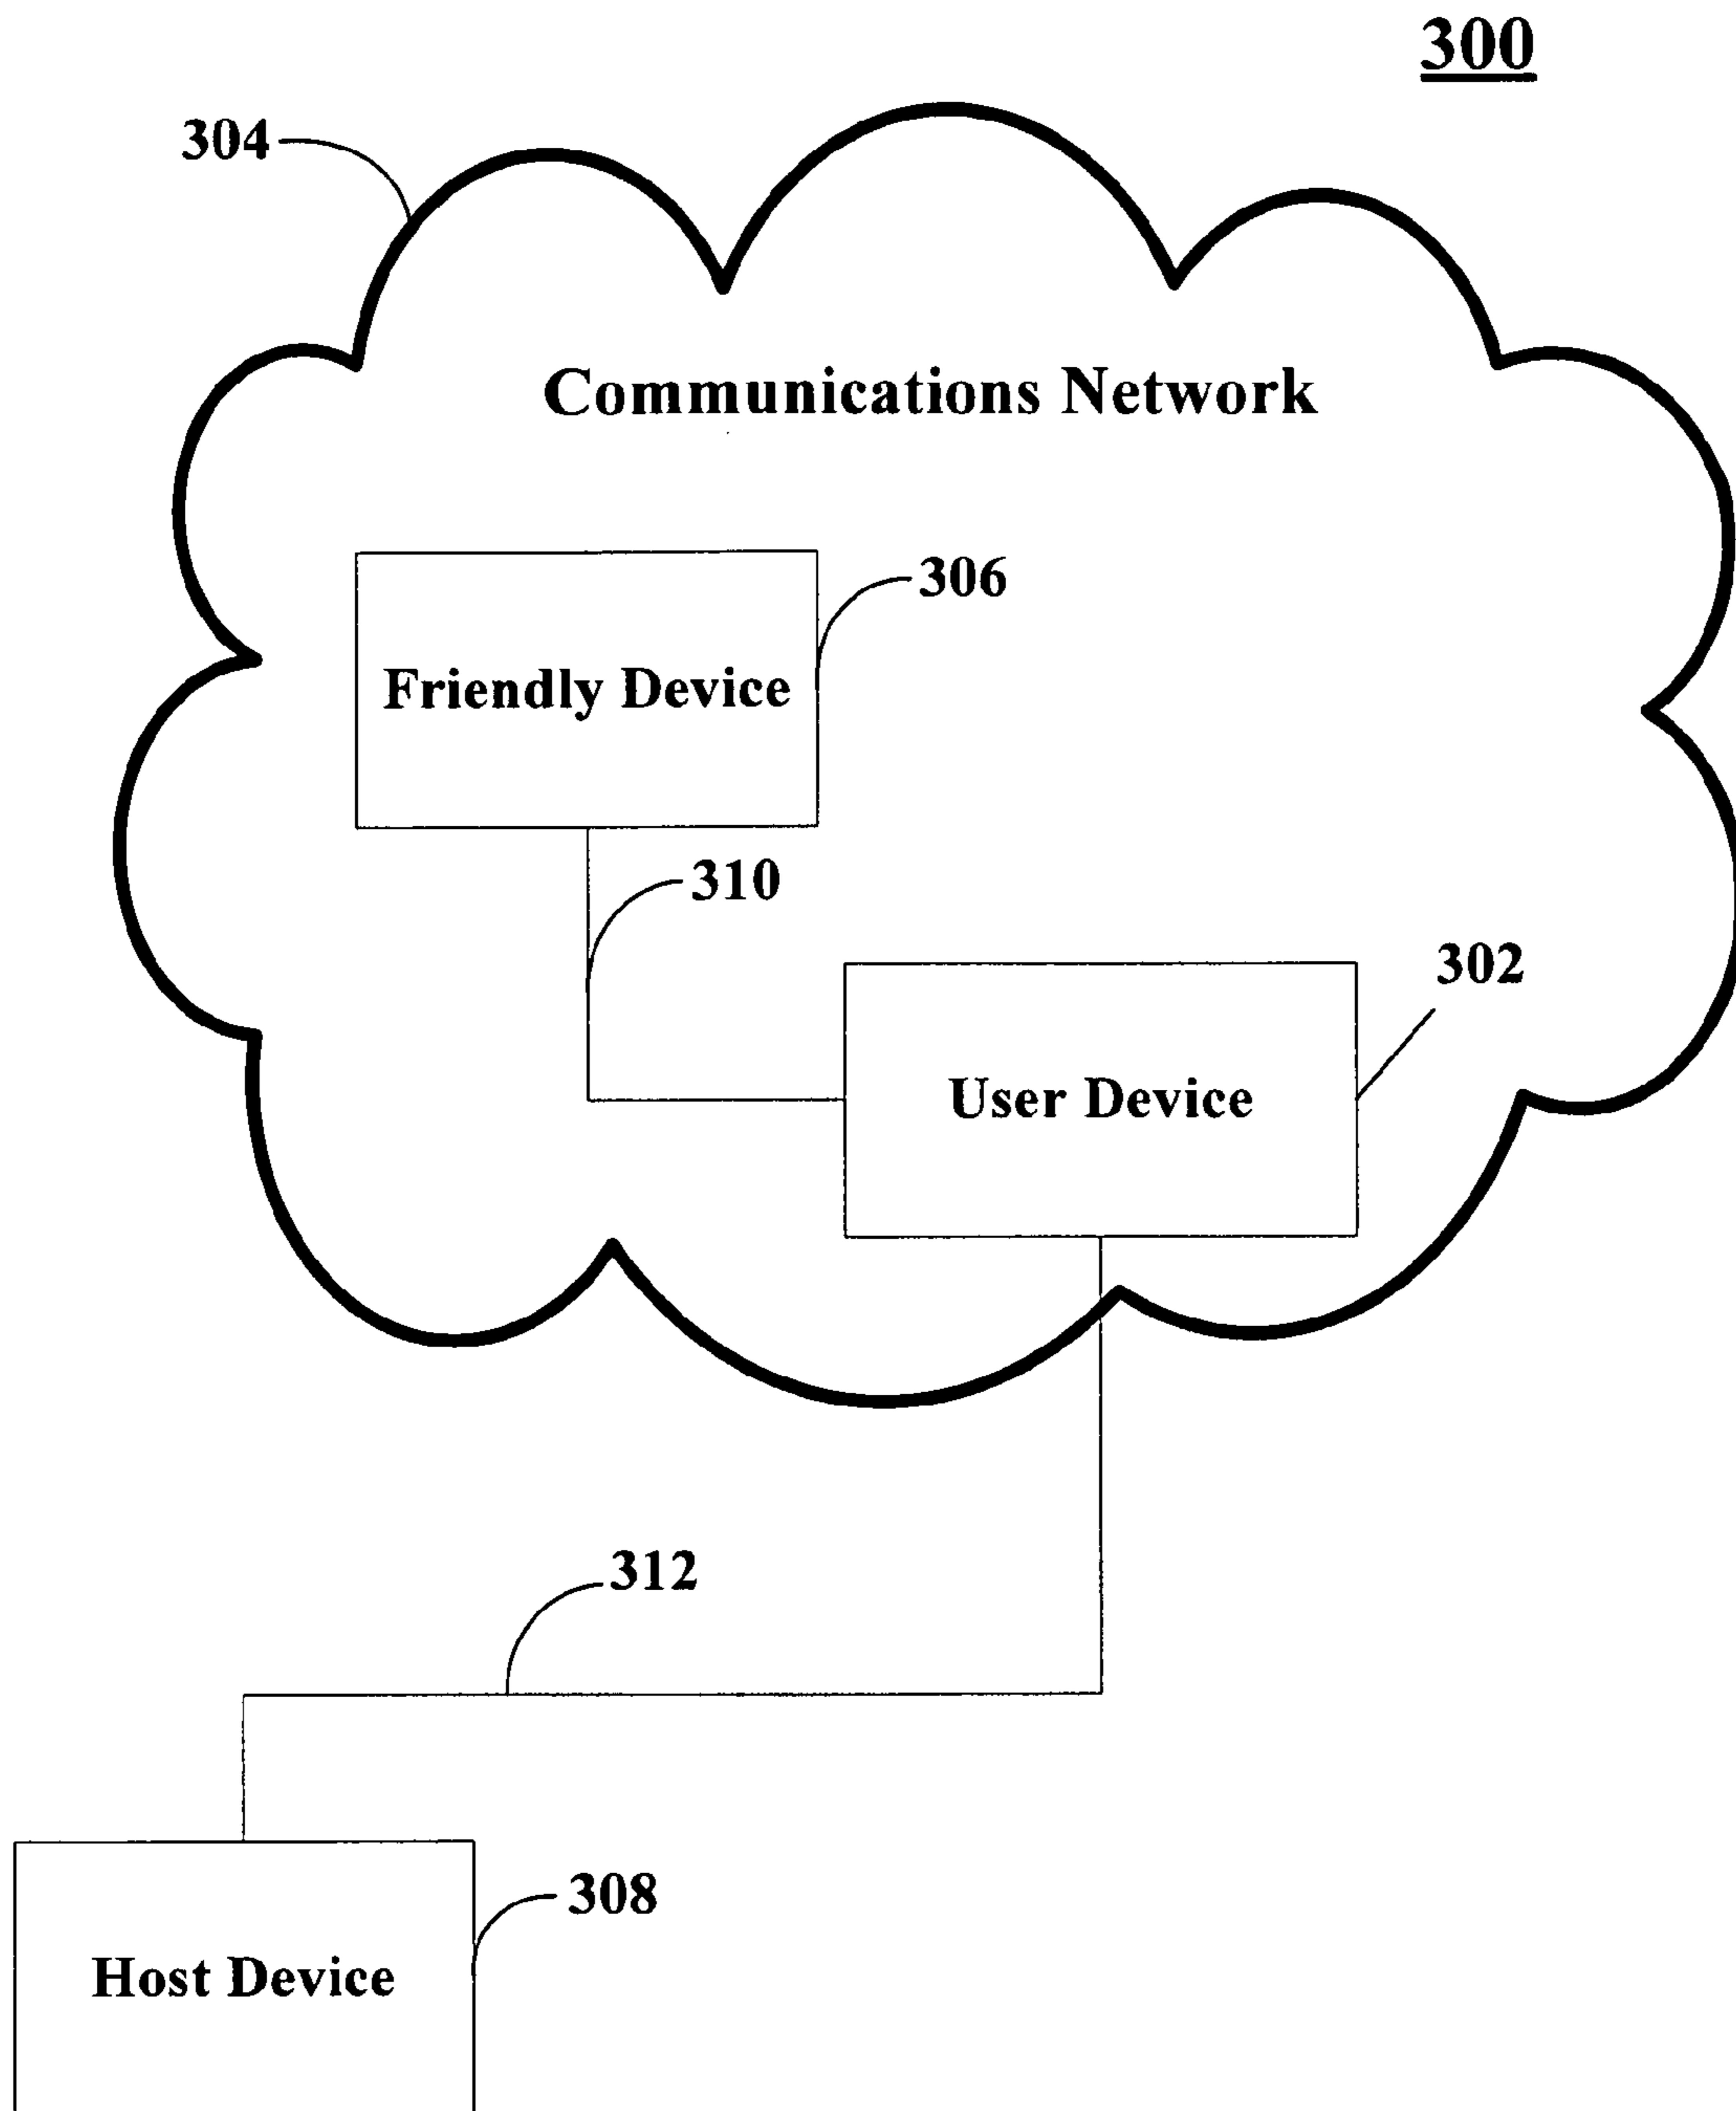 300
304
Communications Network
306
Friendly Device
310
302
User Device
312
308
Host Device